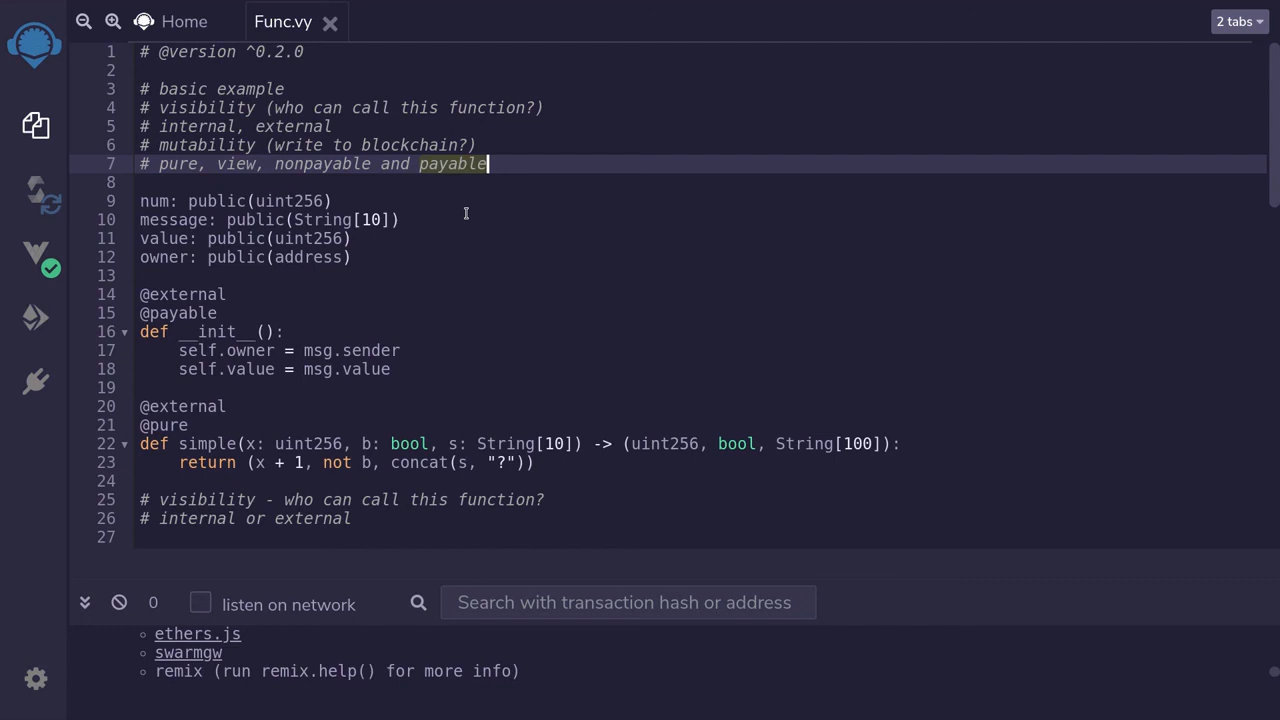 Home
Func.vy
2 tabs
1 # @version ^0.2.0
2
3 # basic example
4 # visibility (who can call this function?)
5 # internal, external
6 # mutability (write to blockchain?)
7 # pure, view, nonpayable and payable
8
9 num: public(uint256)
10 message: public(String[10])
11 value: public(uint256)
12 owner: public(address)
13
14 @external
15 @payable
16 def __init__():
17     self.owner = msg.sender
18     self.value = msg.value
19
20 @external
21 @pure
22 def simple(x: uint256, b: bool, s: String[10]) -> (uint256, bool, String[100]):
23     return (x + 1, not b, concat(s, "?"))
24
25 # visibility - who can call this function?
26 # internal or external
27
0 listen on network Search with transaction hash or address
ethers.js
swarmgw
remix (run remix.help() for more info)